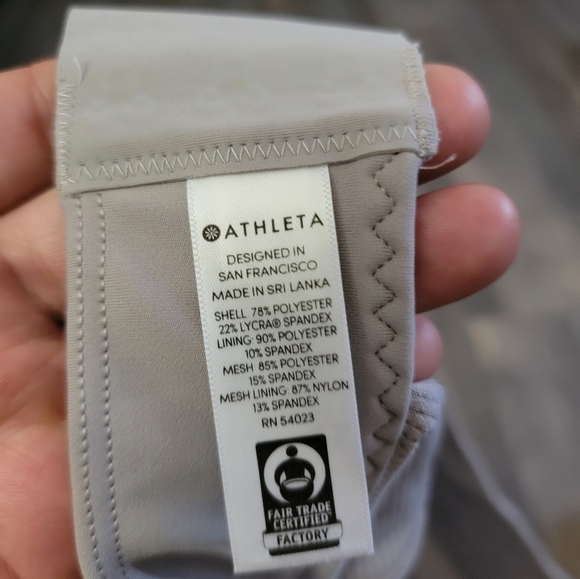 ATHLETA
DESIGNED IN
SAN FRANCISCO
MADE IN SRI LANKA
SHELL: 78% POLYESTER
22% LYCRA® SPANDEX
LINING: 90% POLYESTER
10% SPANDEX
MESH: 85% POLYESTER
15% SPANDEX
MESH LINING: 87% NYLON
13% SPANDEX
RN 54023
FAIR TRADE
CERTIFIED
FACTORY